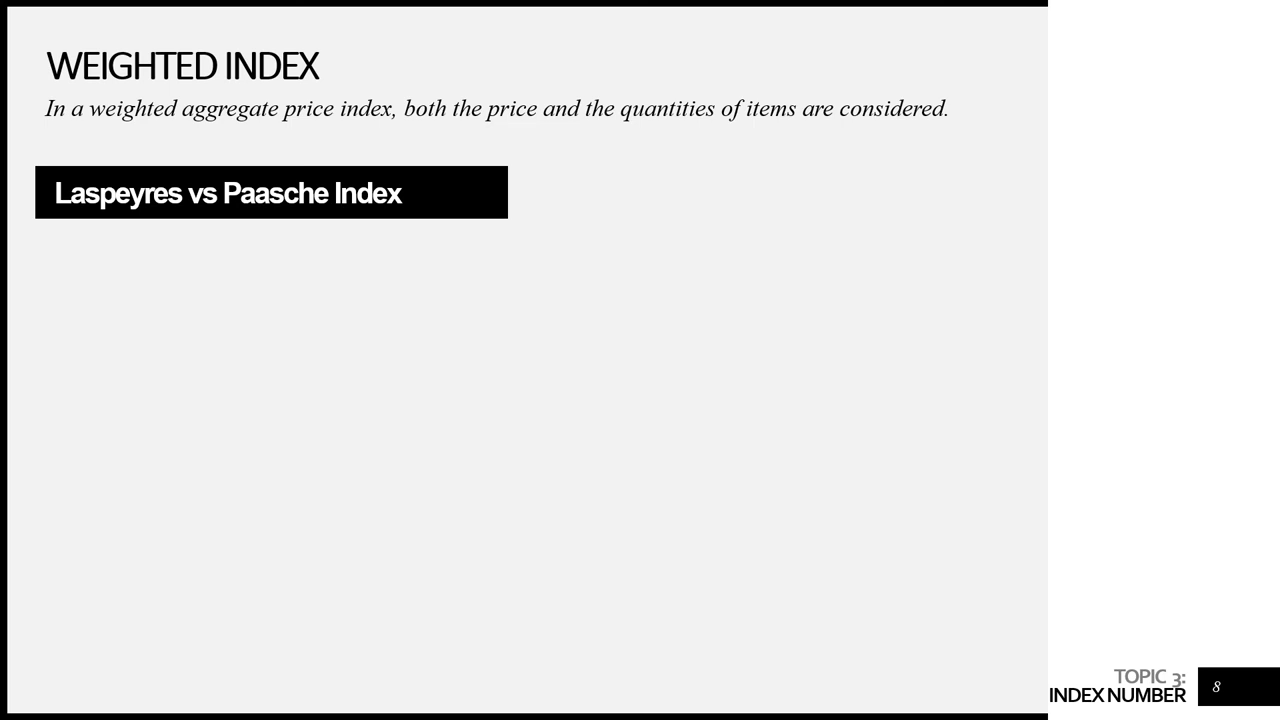 WEIGHTED INDEX
In a weighted aggregate price index, both the price and the quantities of items are considered.
Laspeyres vs Paasche Index
TOPIC 3:
INDEX NUMBER
8